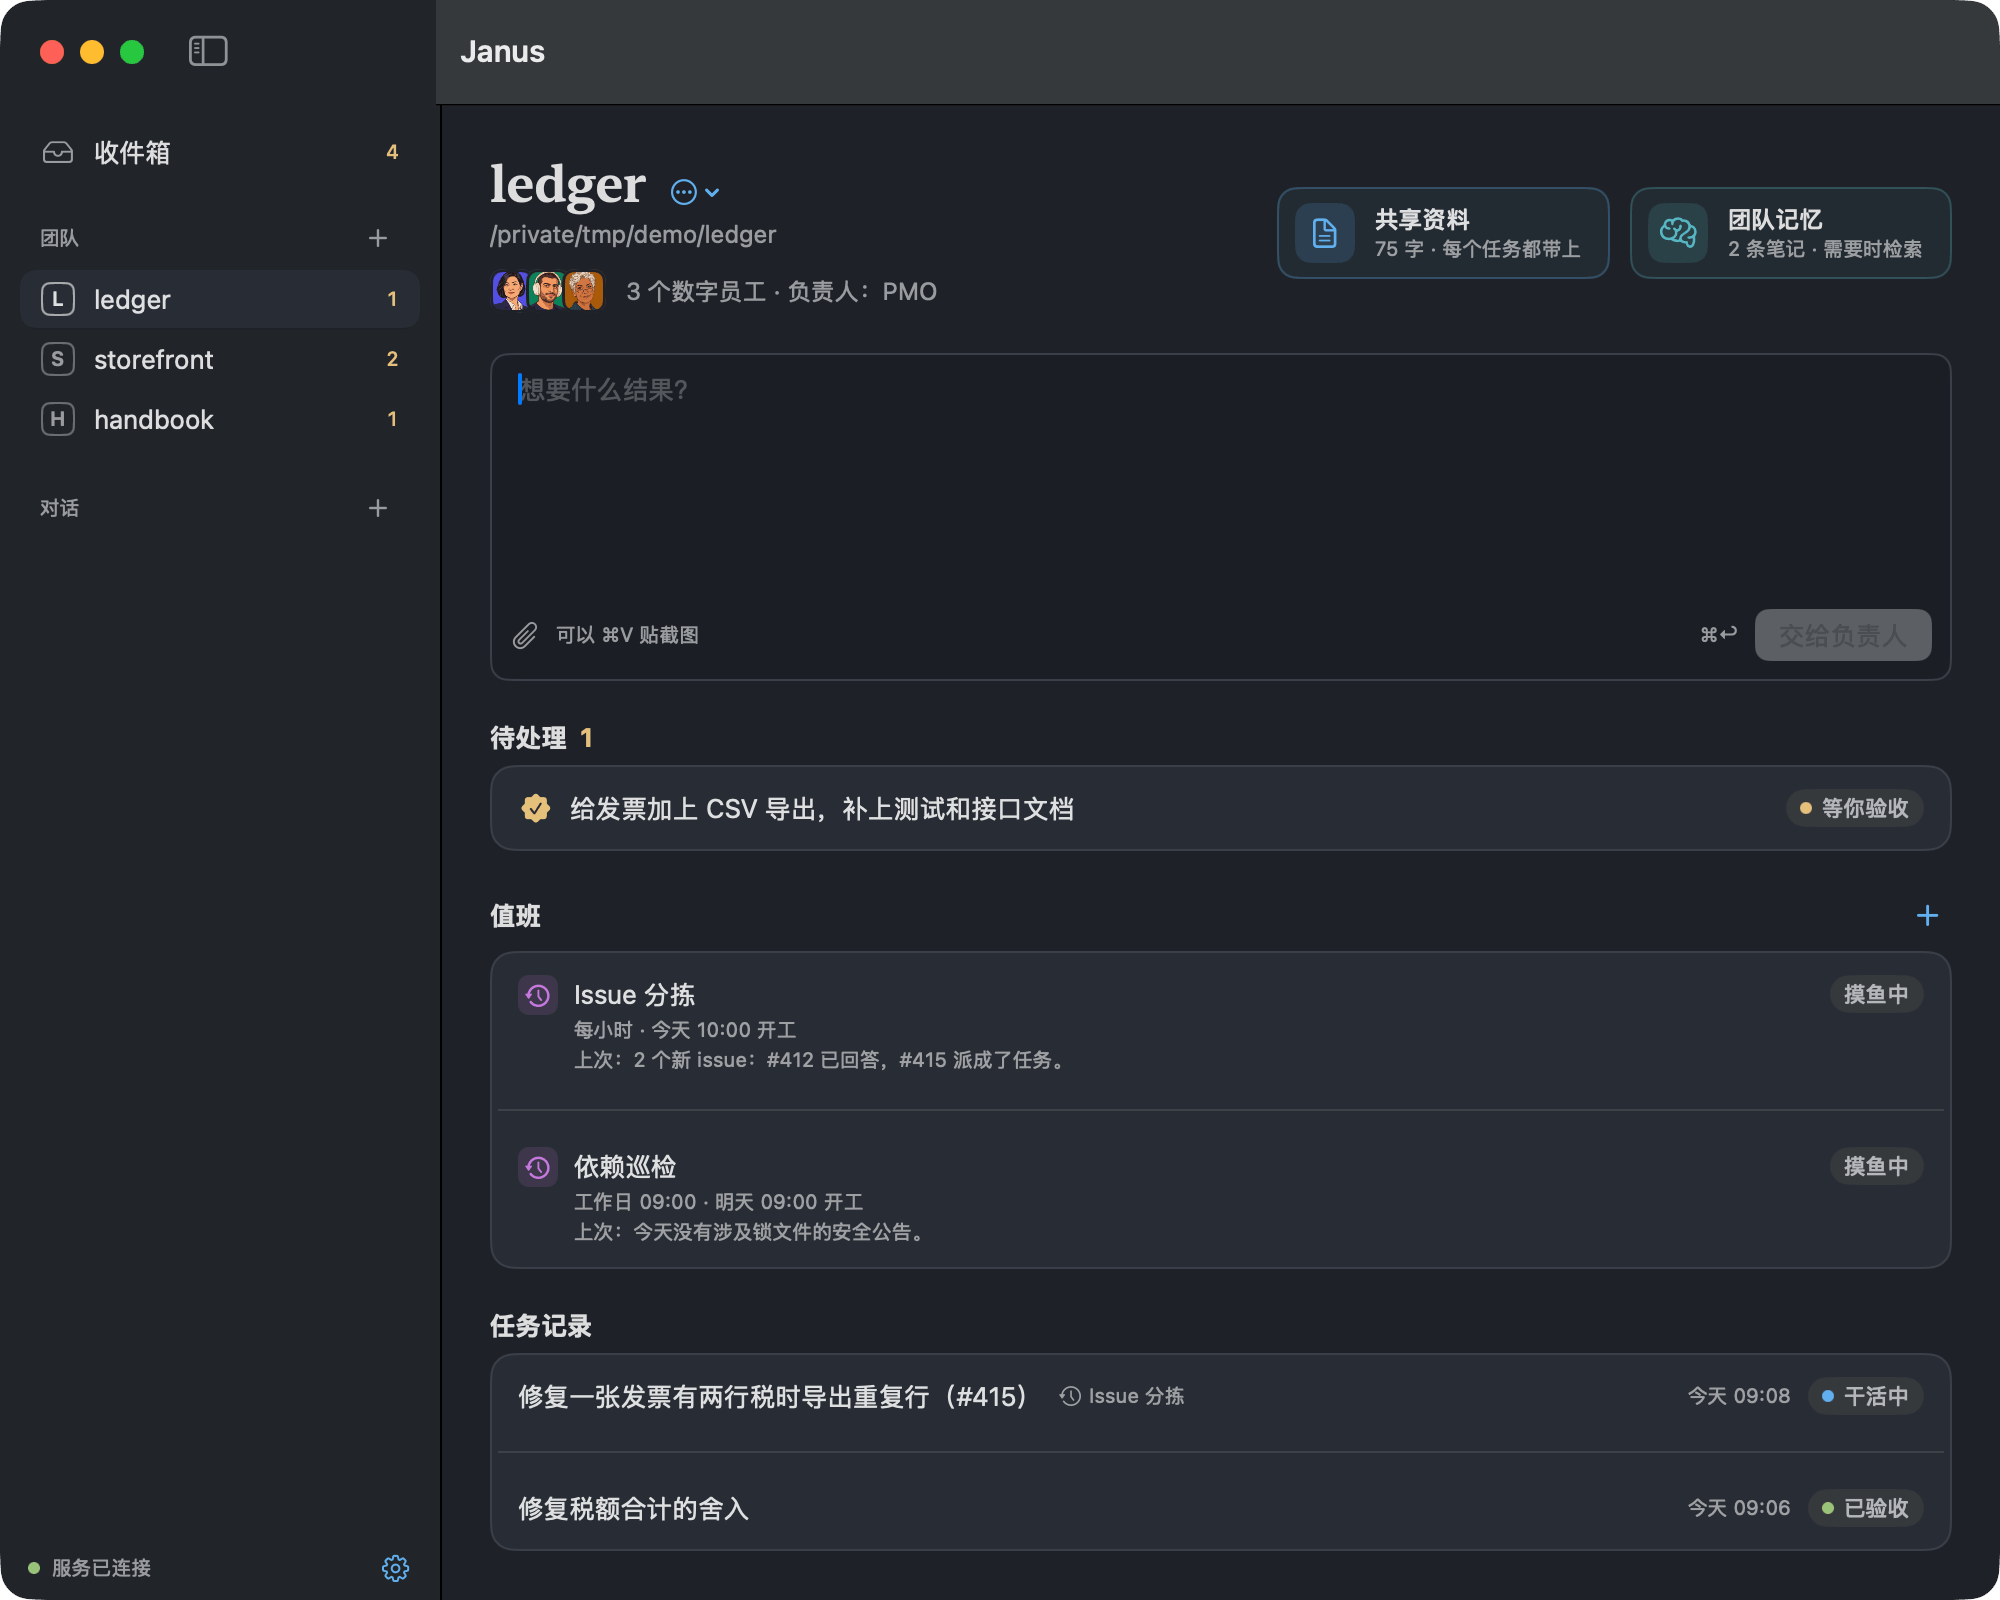 Janus
收件箱 4
团队
L ledger 1
S storefront 2
H handbook 1
对话
服务已连接
ledger
/private/tmp/demo/ledger
3 个数字员工 · 负责人：PMO
共享资料
75 字 · 每个任务都带上
团队记忆
2 条笔记 · 需要时检索
想要什么结果？
可以 ⌘V 贴截图
⌘↩ 交给负责人
待处理 1
给发票加上 CSV 导出，补上测试和接口文档 等你验收
值班
Issue 分拣 摸鱼中
每小时 · 今天 10:00 开工
上次：2 个新 issue：#412 已回答，#415 派成了任务。
依赖巡检 摸鱼中
工作日 09:00 · 明天 09:00 开工
上次：今天没有涉及锁文件的安全公告。
任务记录
修复一张发票有两行税时导出重复行（#415） Issue 分拣 今天 09:08 干活中
修复税额合计的舍入 今天 09:06 已验收